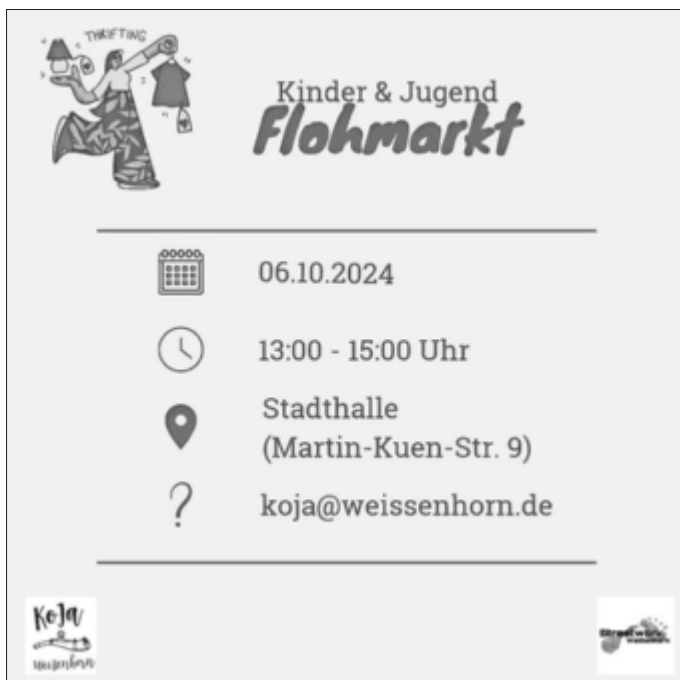 THRIFTING
Kinder & Jugend
Flohmarkt
06.10.2024
13:00 - 15:00 Uhr
Stadthalle
(Martin-Kuen-Str. 9)
koja@weissenhorn.de
KoJa
weißenhorn
Streetwork